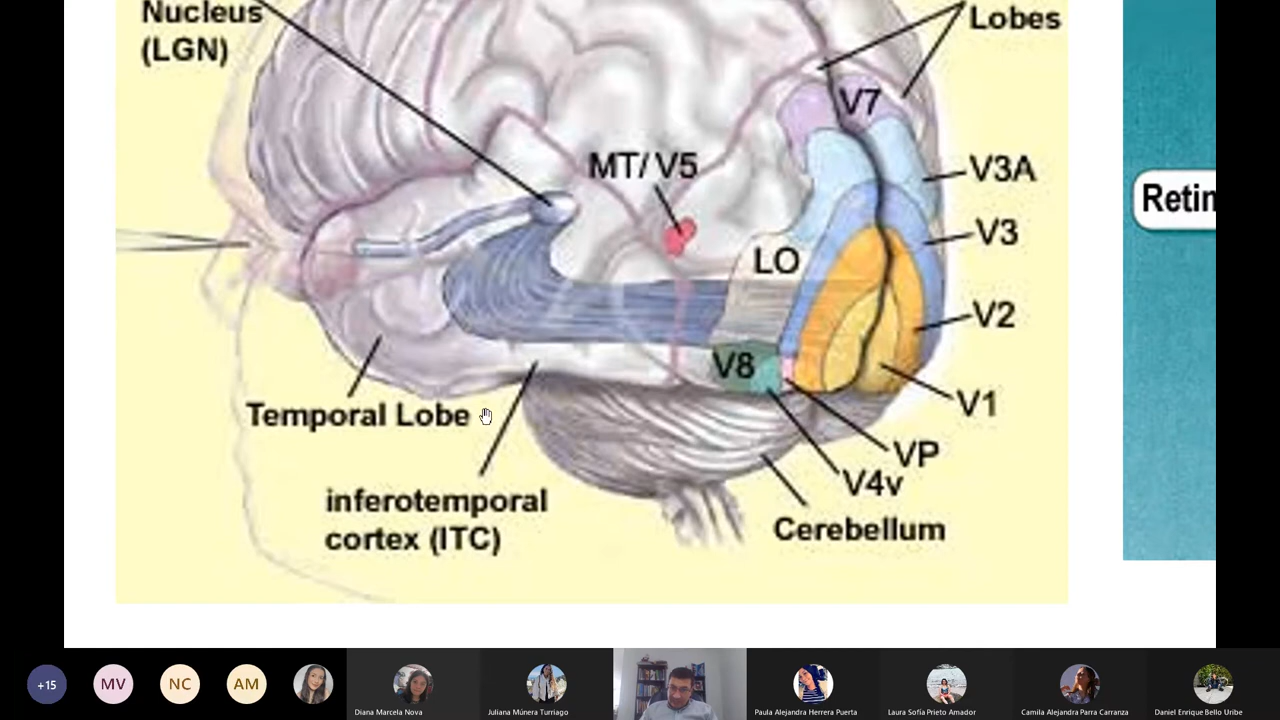 Nucleus
(LGN)
Lobes
V7
MT/ V5
V3A
V3
LO
V2
V8
V1
Temporal Lobe
VP
V4v
inferotemporal
cortex (ITC)
Cerebellum
Retin
+15
MV
NC
AM
Diana Marcela Nova
Juliana Múnera Turriago
Paula Alejandra Herrera Puerta
Laura Sofía Prieto Amador
Camila Alejandra Parra Carranza
Daniel Enrique Bello Uribe